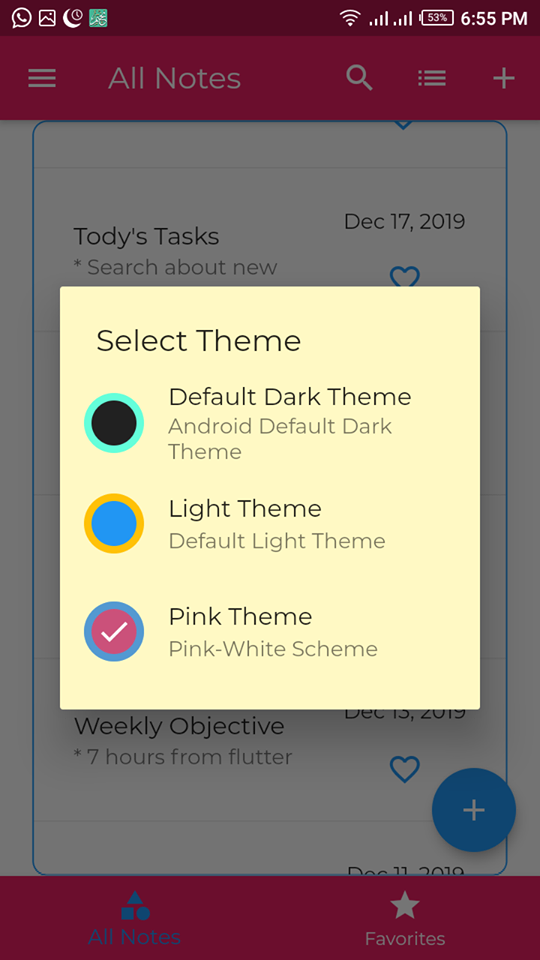 53% 6:55 PM
All Notes
Dec 17, 2019
Tody's Tasks
* Search about new
Select Theme
Default Dark Theme
Android Default Dark
Theme
Light Theme
Default Light Theme
Pink Theme
Pink-White Scheme
Dec 13, 2019
Weekly Objective
* 7 hours from flutter
Dec 11, 2019
All Notes
Favorites